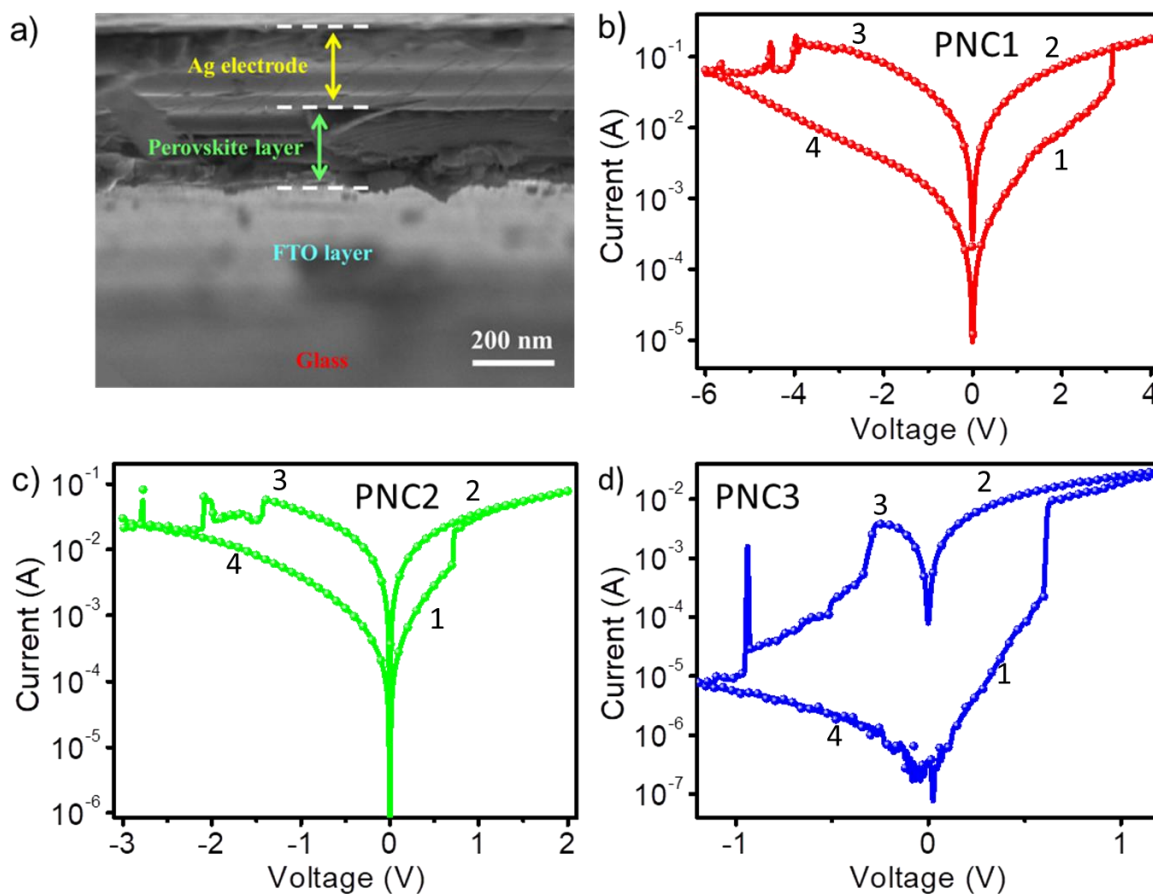 a)
Ag electrode
Perovskite layer
FTO layer
200 nm
Glass
b)
PNC1
3
2
1
4
10⁻¹
10⁻²
10⁻³
10⁻⁴
10⁻⁵
Current (A)
-6 -4 -2 0 2 4
Voltage (V)
c)
PNC2
3
2
4
1
10⁻¹
10⁻²
10⁻³
10⁻⁴
10⁻⁵
10⁻⁶
Current (A)
-3 -2 -1 0 1 2
Voltage (V)
d)
PNC3
3
2
1
4
10⁻²
10⁻³
10⁻⁴
10⁻⁵
10⁻⁶
10⁻⁷
Current (A)
-1 0 1
Voltage (V)